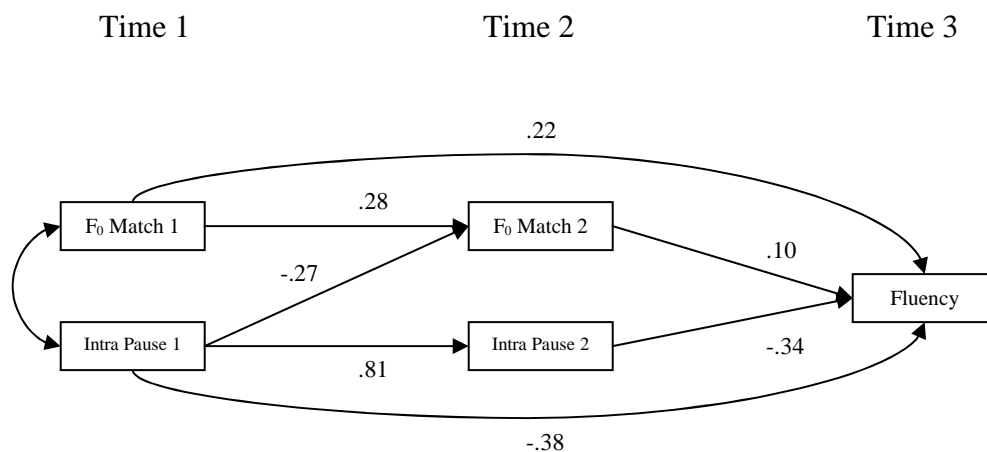 Time 1 Time 2 Time 3
.22
.28
F₀ Match 1 F₀ Match 2
.10
-.27
Fluency
Intra Pause 1 Intra Pause 2
-.34
.81
-.38